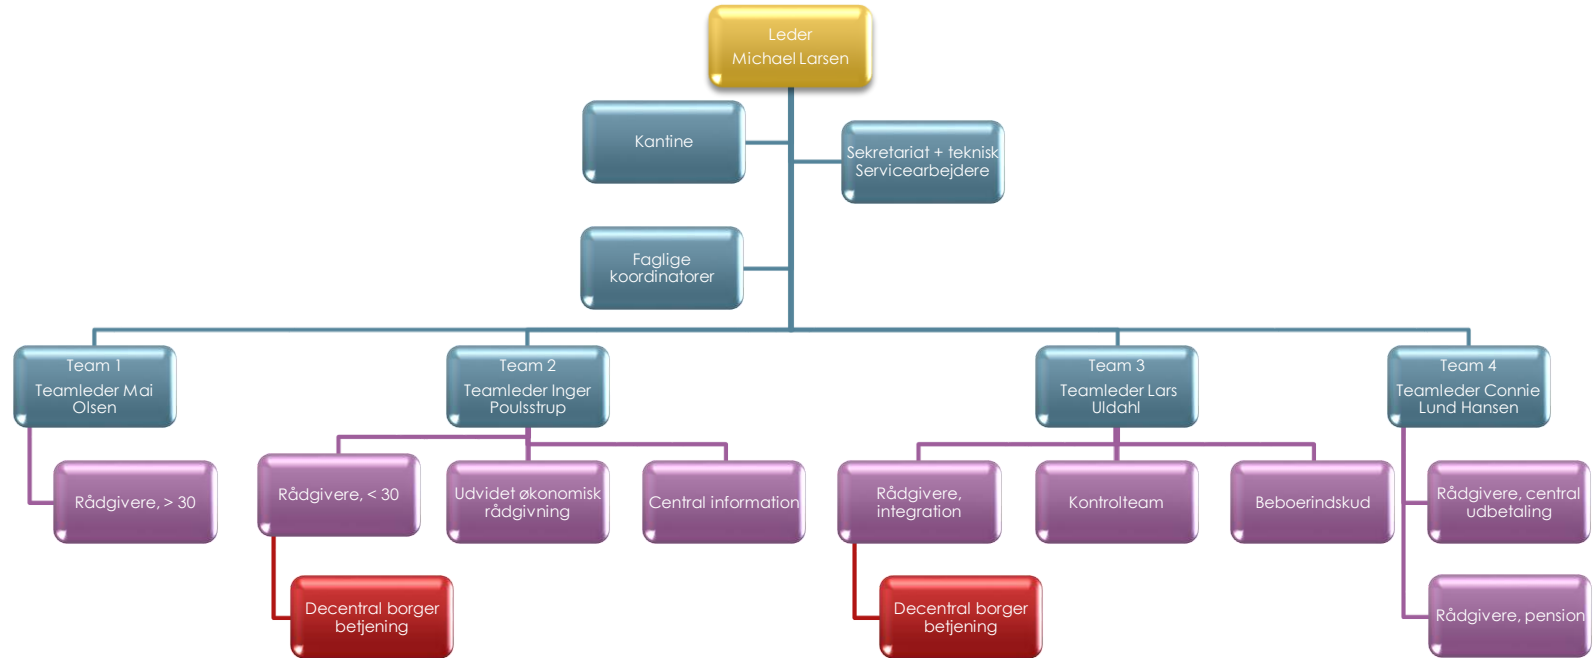 Leder
Michael Larsen
Kantine
Sekretariat + teknisk
Servicearbejdere
Faglige
koordinatorer
Team 1
Teamleder Mai
Olsen
Team 2
Teamleder Inger
Poulsstrup
Team 3
Teamleder Lars
Uldahl
Team 4
Teamleder Connie
Lund Hansen
Rådgivere, > 30
Rådgivere, < 30
Udvidet økonomisk
rådgivning
Central information
Rådgivere,
integration
Kontrolteam
Beboerindskud
Rådgivere, central
udbetaling
Decentral borger
betjening
Decentral borger
betjening
Rådgivere, pension